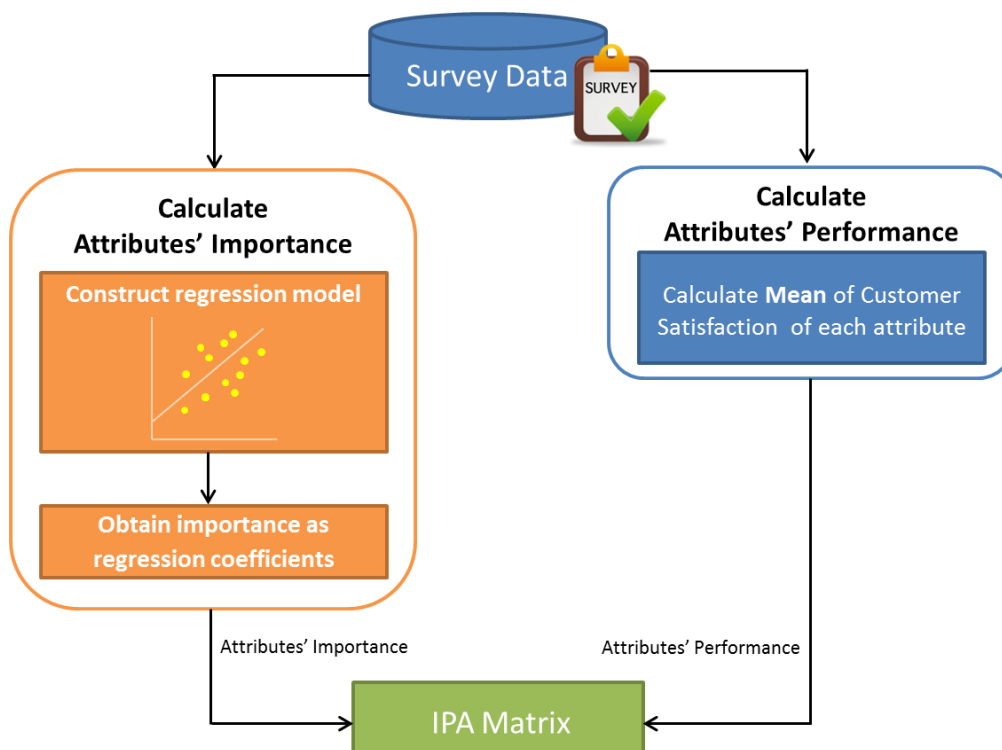 Survey Data
SURVEY
Calculate
Attributes’ Importance
Construct regression model
Obtain importance as
regression coefficients
Calculate
Attributes’ Performance
Calculate Mean of Customer
Satisfaction of each attribute
Attributes’ Importance
Attributes’ Performance
IPA Matrix